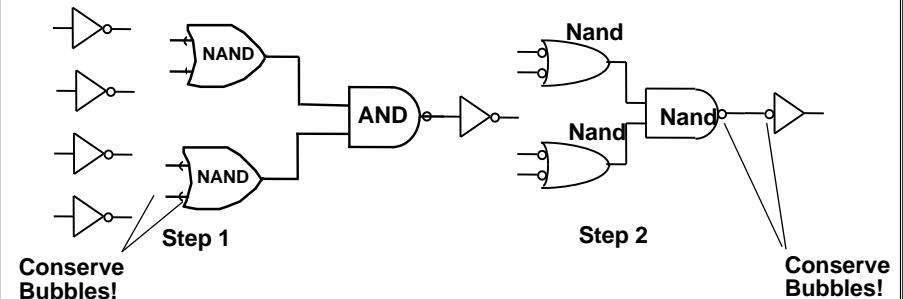 NAND
NAND
AND
Step 1
Conserve
Bubbles!
Nand
Nand
Nand
Step 2
Conserve
Bubbles!